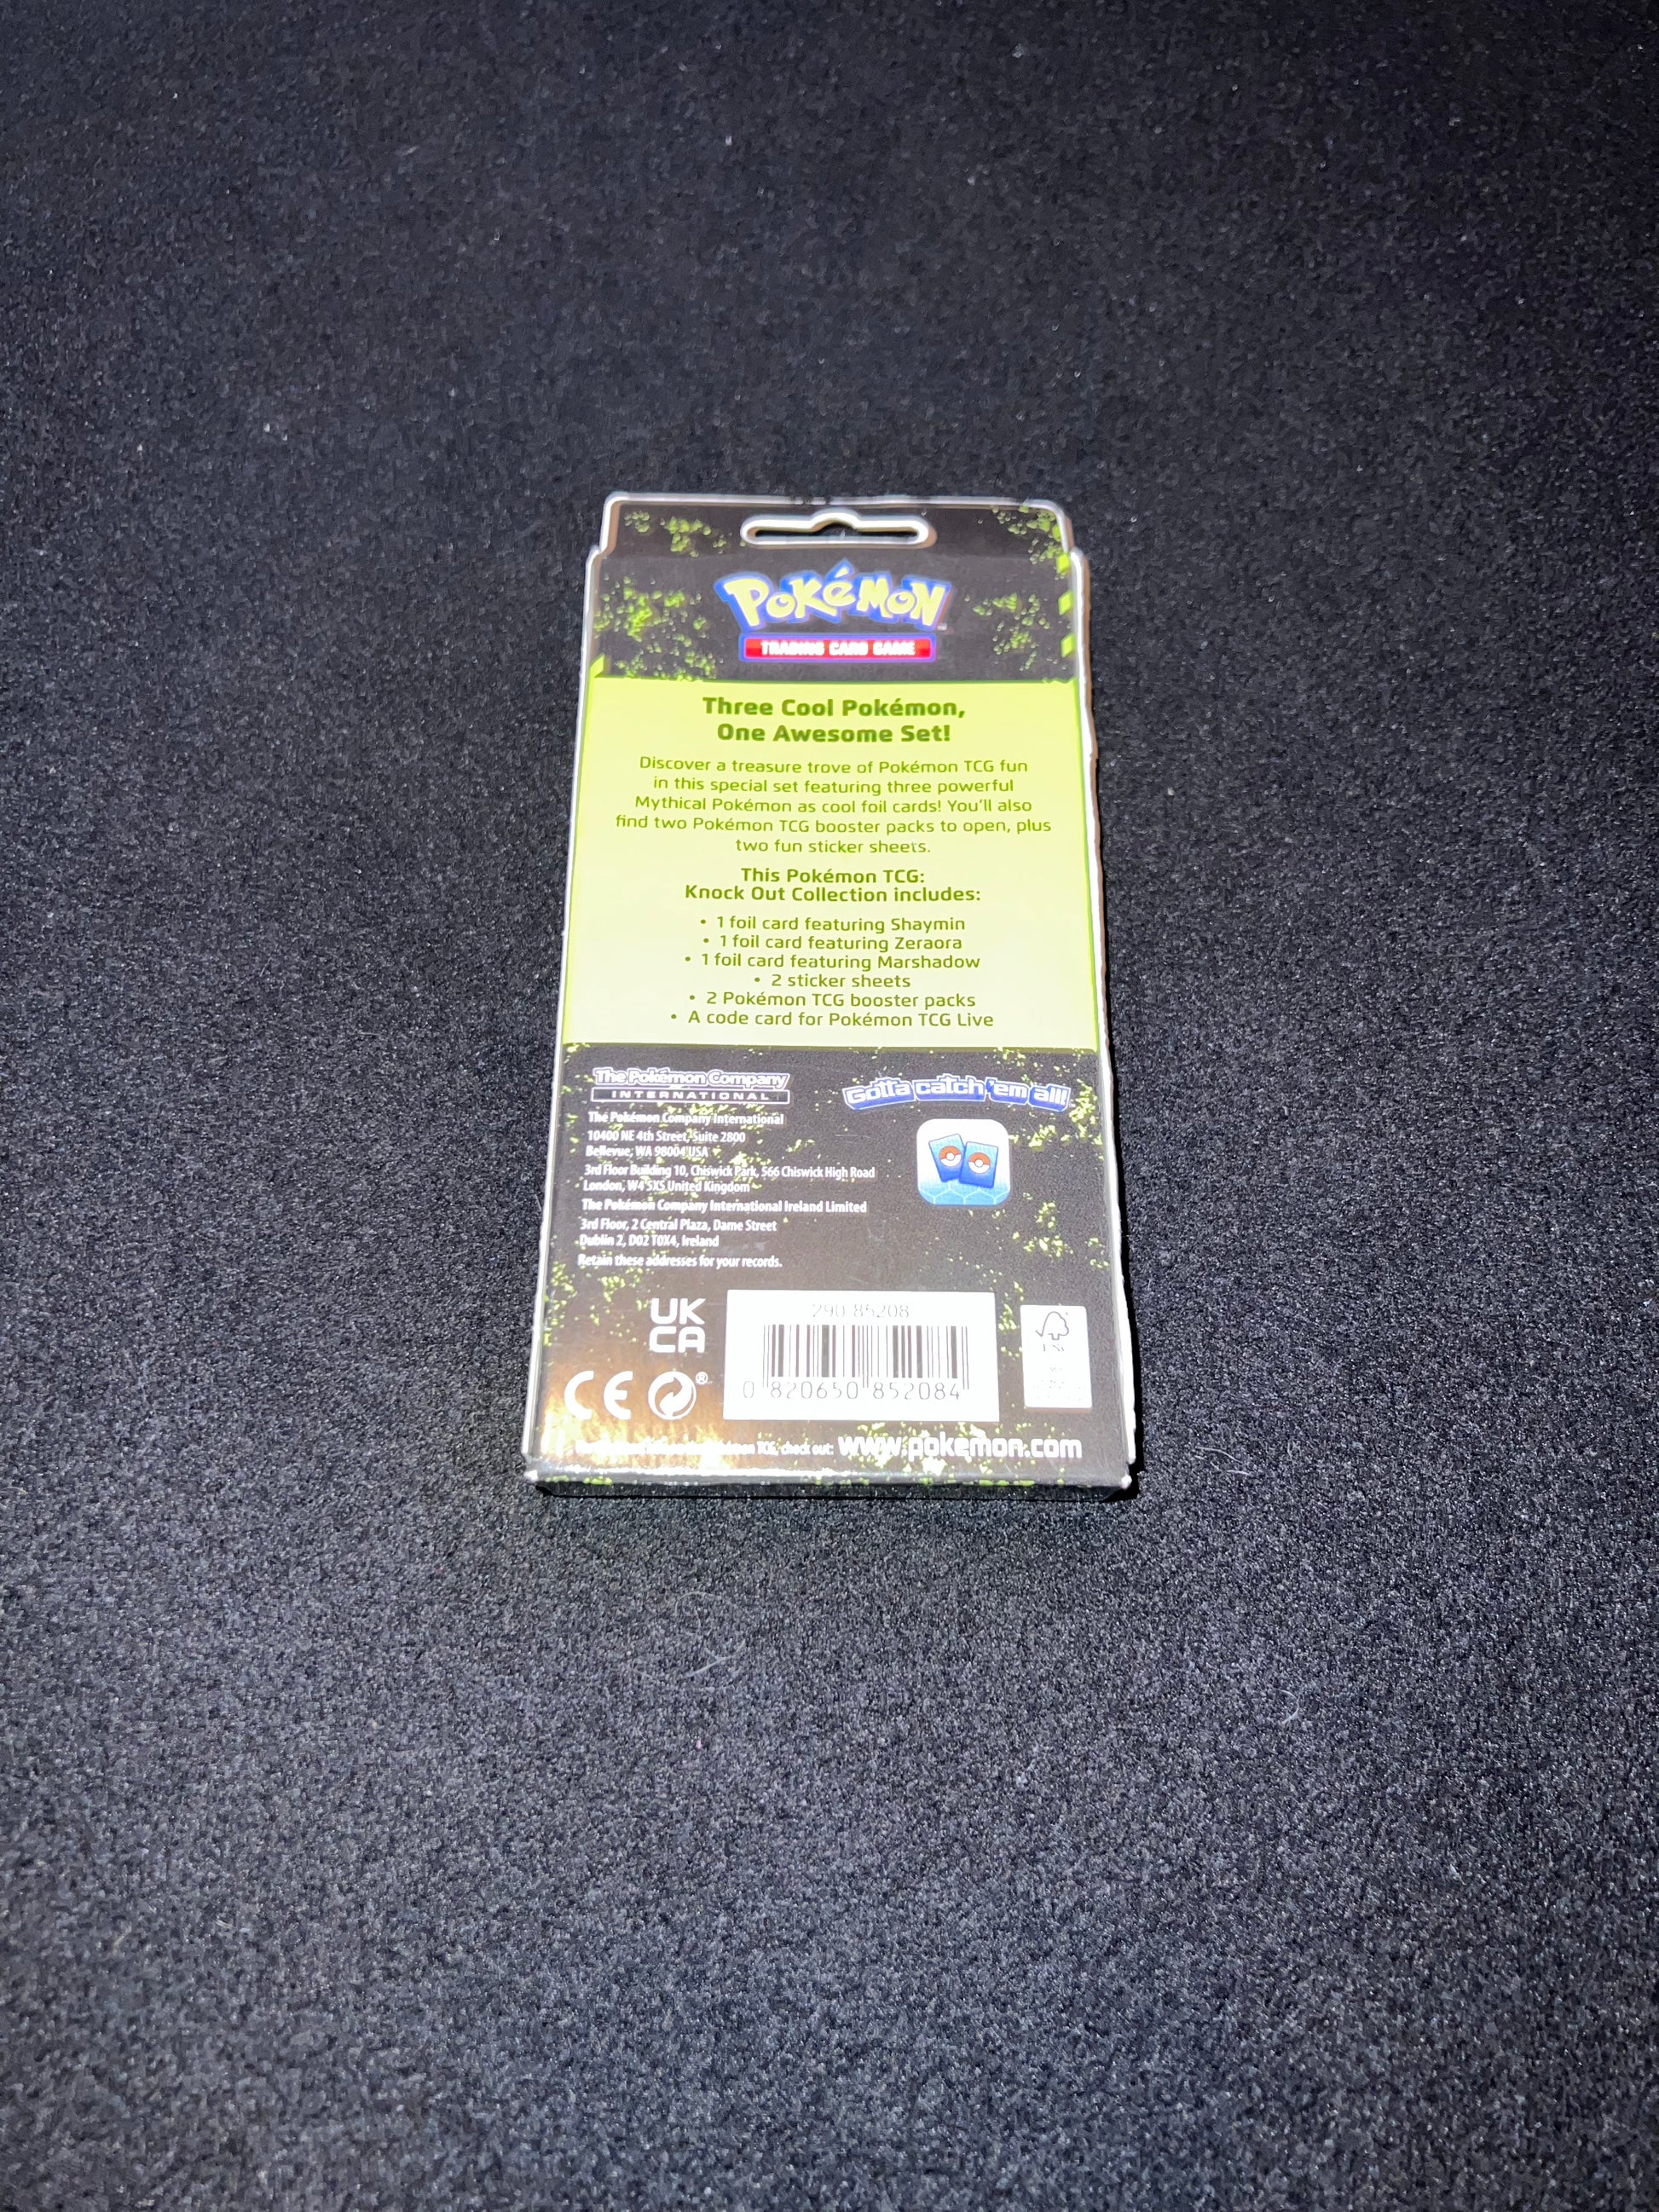 Pokémon
TRADING CARD GAME
Three Cool Pokémon,
One Awesome Set!
Discover a treasure trove of Pokémon TCG fun
in this special set featuring three powerful
Mythical Pokémon as cool foil cards! You'll also
find two Pokémon TCG booster packs to open, plus
two fun sticker sheets.
This Pokémon TCG:
Knock Out Collection includes:
• 1 foil card featuring Shaymin
• 1 foil card featuring Zeraora
• 1 foil card featuring Marshadow
• 2 sticker sheets
• 2 Pokémon TCG booster packs
• A code card for Pokémon TCG Live
The Pokémon Company
INTERNATIONAL
Gotta catch 'em all!
The Pokémon Company International
10400 NE 4th Street, Suite 2800
Bellevue, WA 98004 USA
3rd Floor Building 10, Chiswick Park, 566 Chiswick High Road
London, W4 5XS United Kingdom
The Pokémon Company International Ireland Limited
3rd Floor, 2 Central Plaza, Dame Street
Dublin 2, D02 T0X4, Ireland
Retain these addresses for your records.
UK
CA
CE
®
290-85208
0 820650 852084
FSC
TCG, check out: www.pokemon.com